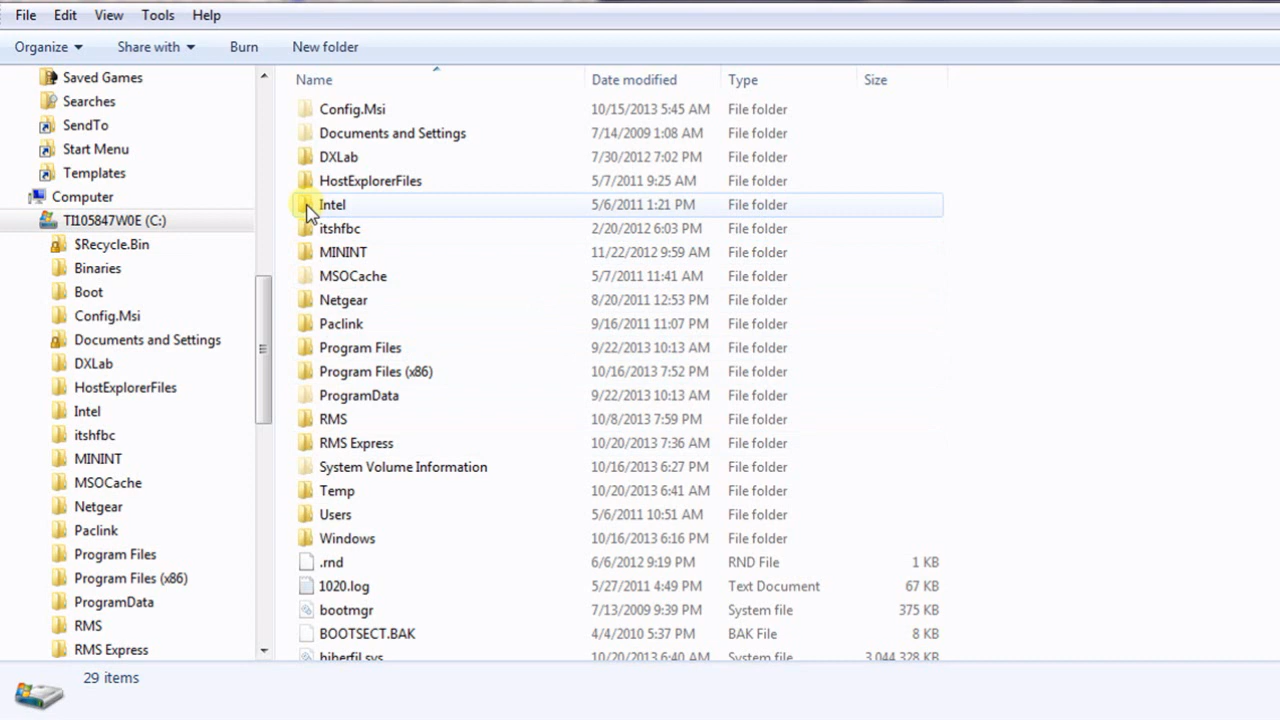 File Edit View Tools Help
Organize Share with Burn New folder
Saved Games
Searches
SendTo
Start Menu
Templates
Computer
TI105847W0E (C:)
$Recycle.Bin
Binaries
Boot
Config.Msi
Documents and Settings
DXLab
HostExplorerFiles
Intel
itshfbc
MININT
MSOCache
Netgear
Paclink
Program Files
Program Files (x86)
ProgramData
RMS
RMS Express
Name Date modified Type Size
Config.Msi 10/15/2013 5:45 AM File folder
Documents and Settings 7/14/2009 1:08 AM File folder
DXLab 7/30/2012 7:02 PM File folder
HostExplorerFiles 5/7/2011 9:25 AM File folder
Intel 5/6/2011 1:21 PM File folder
itshfbc 2/20/2012 6:03 PM File folder
MININT 11/22/2012 9:59 AM File folder
MSOCache 5/7/2011 11:41 AM File folder
Netgear 8/20/2011 12:53 PM File folder
Paclink 9/16/2011 11:07 PM File folder
Program Files 9/22/2013 10:13 AM File folder
Program Files (x86) 10/16/2013 7:52 PM File folder
ProgramData 9/22/2013 10:13 AM File folder
RMS 10/8/2013 7:59 PM File folder
RMS Express 10/20/2013 7:36 AM File folder
System Volume Information 10/16/2013 6:27 PM File folder
Temp 10/20/2013 6:41 AM File folder
Users 5/6/2011 10:51 AM File folder
Windows 10/16/2013 6:16 PM File folder
.rnd 6/6/2012 9:19 PM RND File 1 KB
1020.log 5/27/2011 4:49 PM Text Document 67 KB
bootmgr 7/13/2009 9:39 PM System file 375 KB
BOOTSECT.BAK 4/4/2010 5:37 PM BAK File 8 KB
hiberfil.sys 10/20/2013 6:40 AM System file 3,044,328 KB
29 items